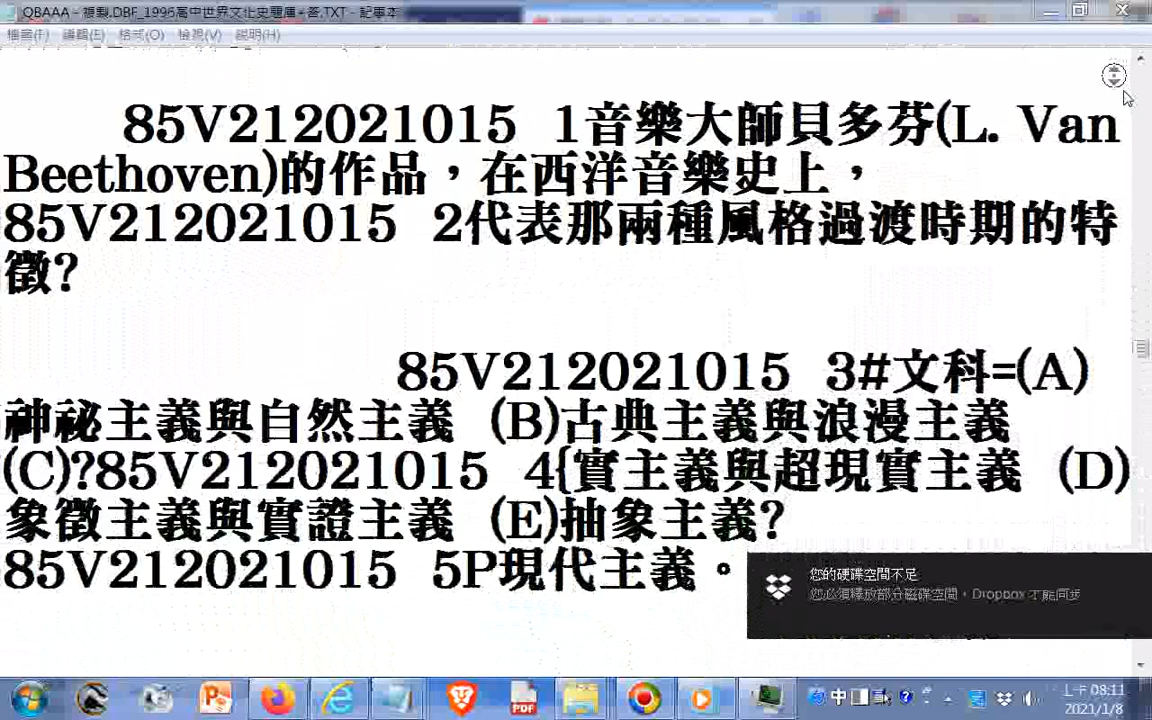 QBAAA - 複製.DBF_1996高中世界文化史題庫+答.TXT - 記事本
檔案(F) 編輯(E) 格式(O) 檢視(V) 說明(H)
85V212021015 1音樂大師貝多芬(L. Van
Beethoven)的作品，在西洋音樂史上，
85V212021015 2代表那兩種風格過渡時期的特
徵?
85V212021015 3#文科=(A)
神祕主義與自然主義 (B)古典主義與浪漫主義
(C)?85V212021015 4{實主義與超現實主義 (D)
象徵主義與實證主義 (E)抽象主義?
85V212021015 5P現代主義。
您的硬碟空間不足
您必須釋放部分磁碟空間，Dropbox 才能同步
PDF
中
上午 08:11
2021/1/8